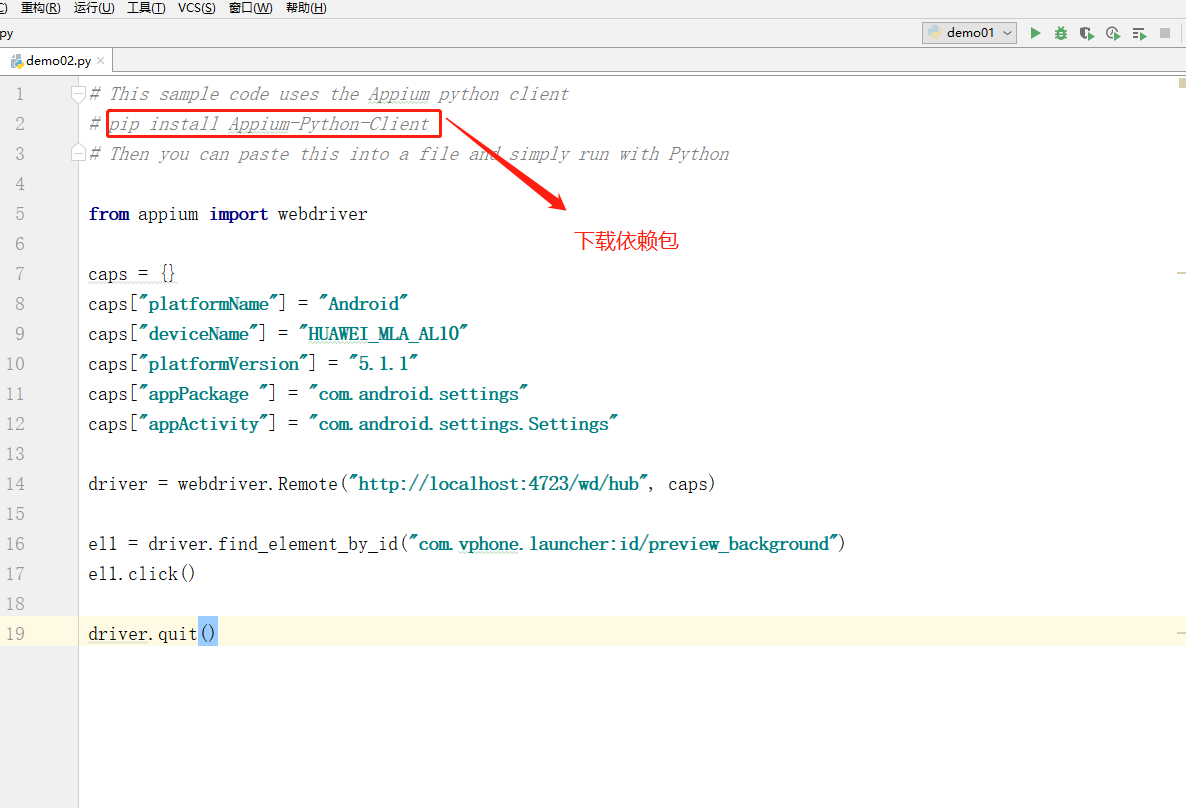 C) 重构(R) 运行(U) 工具(T) VCS(S) 窗口(W) 帮助(H)
py
demo01
demo02.py
1 # This sample code uses the Appium python client
2 # pip install Appium-Python-Client
3 # Then you can paste this into a file and simply run with Python
4
5 from appium import webdriver
下载依赖包
6
7 caps = {}
8 caps["platformName"] = "Android"
9 caps["deviceName"] = "HUAWEI_MLA_AL10"
10 caps["platformVersion"] = "5.1.1"
11 caps["appPackage "] = "com.android.settings"
12 caps["appActivity"] = "com.android.settings.Settings"
13
14 driver = webdriver.Remote("http://localhost:4723/wd/hub", caps)
15
16 el1 = driver.find_element_by_id("com.vphone.launcher:id/preview_background")
17 el1.click()
18
19 driver.quit()